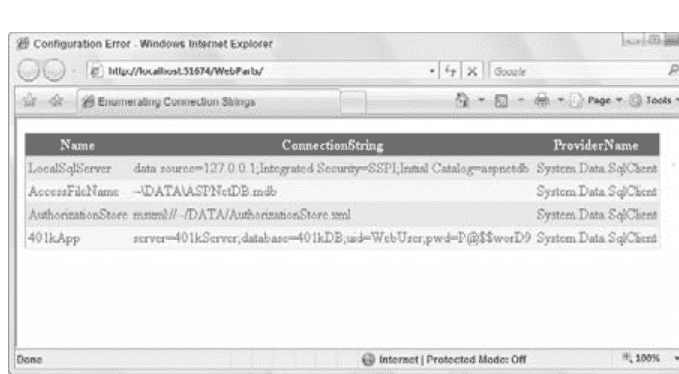 Configuration Error - Windows Internet Explorer
http://localhost:51674/WebParts/
Google
Enumerating Connection Strings
Page
Tools
Name ConnectionString ProviderName
LocalSqlServer data source=127.0.0.1;Integrated Security=SSPI;Initial Catalog=aspnetdb System.Data.SqlClient
AccessFileName ~\DATA\ASPNetDB.mdb System.Data.SqlClient
AuthorizationStore msxml://~/DATA/AuthorizationStore.xml System.Data.SqlClient
401kApp server=401kServer,database=401kDB,uid=WebUser,pwd=P@$$worD9 System.Data.SqlClient
Done
Internet | Protected Mode: Off
100%